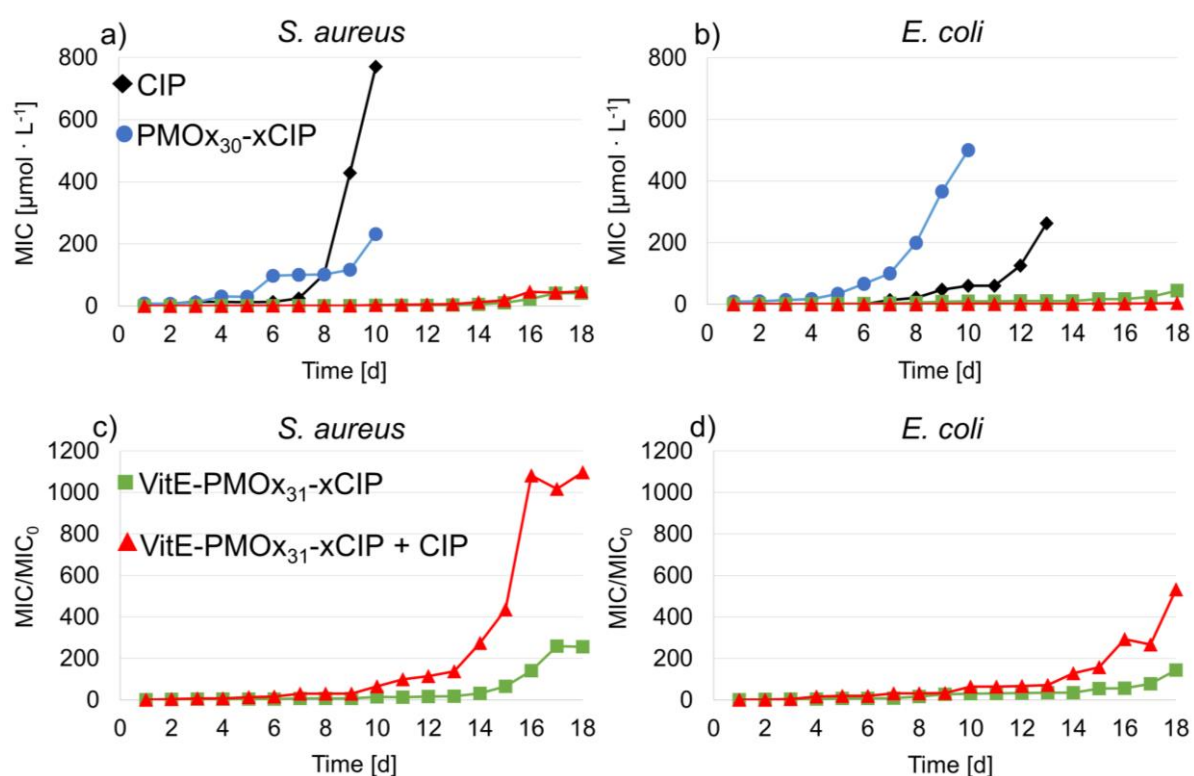 a) S. aureus
800
600
400
200
0
MIC [µmol · L⁻¹]
CIP
PMOx₃₀-xCIP
0 2 4 6 8 10 12 14 16 18
Time [d]
b) E. coli
800
600
400
200
0
MIC [µmol · L⁻¹]
0 2 4 6 8 10 12 14 16 18
Time [d]
c) S. aureus
1200
1000
800
600
400
200
0
MIC/MIC₀
VitE-PMOx₃₁-xCIP
VitE-PMOx₃₁-xCIP + CIP
0 2 4 6 8 10 12 14 16 18
Time [d]
d) E. coli
1200
1000
800
600
400
200
0
MIC/MIC₀
0 2 4 6 8 10 12 14 16 18
Time [d]